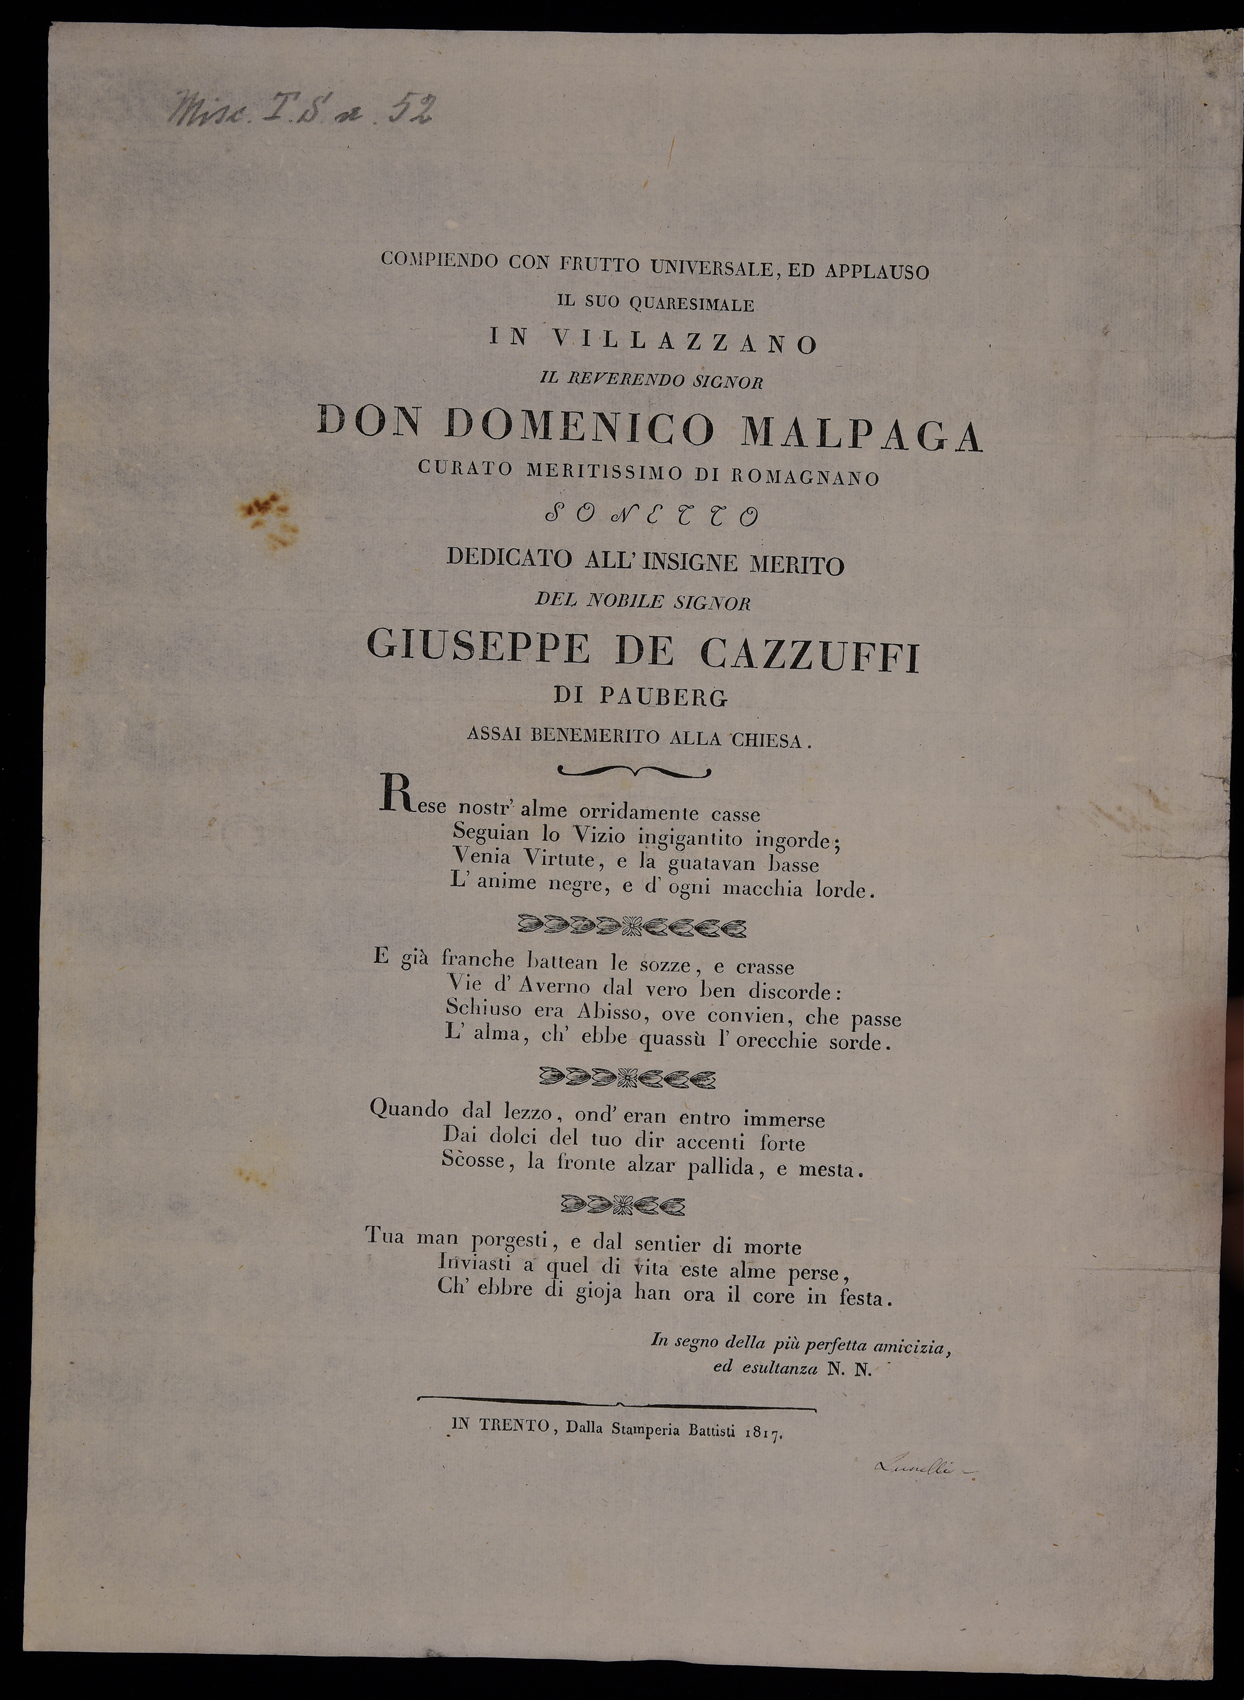 Misc. T.S. n. 52
COMPIENDO CON FRUTTO UNIVERSALE, ED APPLAUSO
IL SUO QUARESIMALE
IN VILLAZZANO
IL REVERENDO SIGNOR
DON DOMENICO MALPAGA
CURATO MERITISSIMO DI ROMAGNANO
SONETTO
DEDICATO ALL' INSIGNE MERITO
DEL NOBILE SIGNOR
GIUSEPPE DE CAZZUFFI
DI PAUBERG
ASSAI BENEMERITO ALLA CHIESA.
Rese nostr' alme orridamente casse
Seguian lo Vizio ingigantito ingorde;
Venia Virtute, e la guatavan basse
L' anime negre, e d' ogni macchia lorde.
E già franche battean le sozze, e crasse
Vie d' Averno dal vero ben discorde:
Schiuso era Abisso, ove convien, che passe
L' alma, ch' ebbe quassù l' orecchie sorde.
Quando dal lezzo, ond' eran entro immerse
Dai dolci del tuo dir accenti forte
Scosse, la fronte alzar pallida, e mesta.
Tua man porgesti, e dal sentier di morte
Inviasti a quel di vita este alme perse,
Ch' ebbre di gioja han ora il core in festa.
In segno della più perfetta amicizia,
ed esultanza N. N.
IN TRENTO, Dalla Stamperia Battisti 1817.
Lunelli